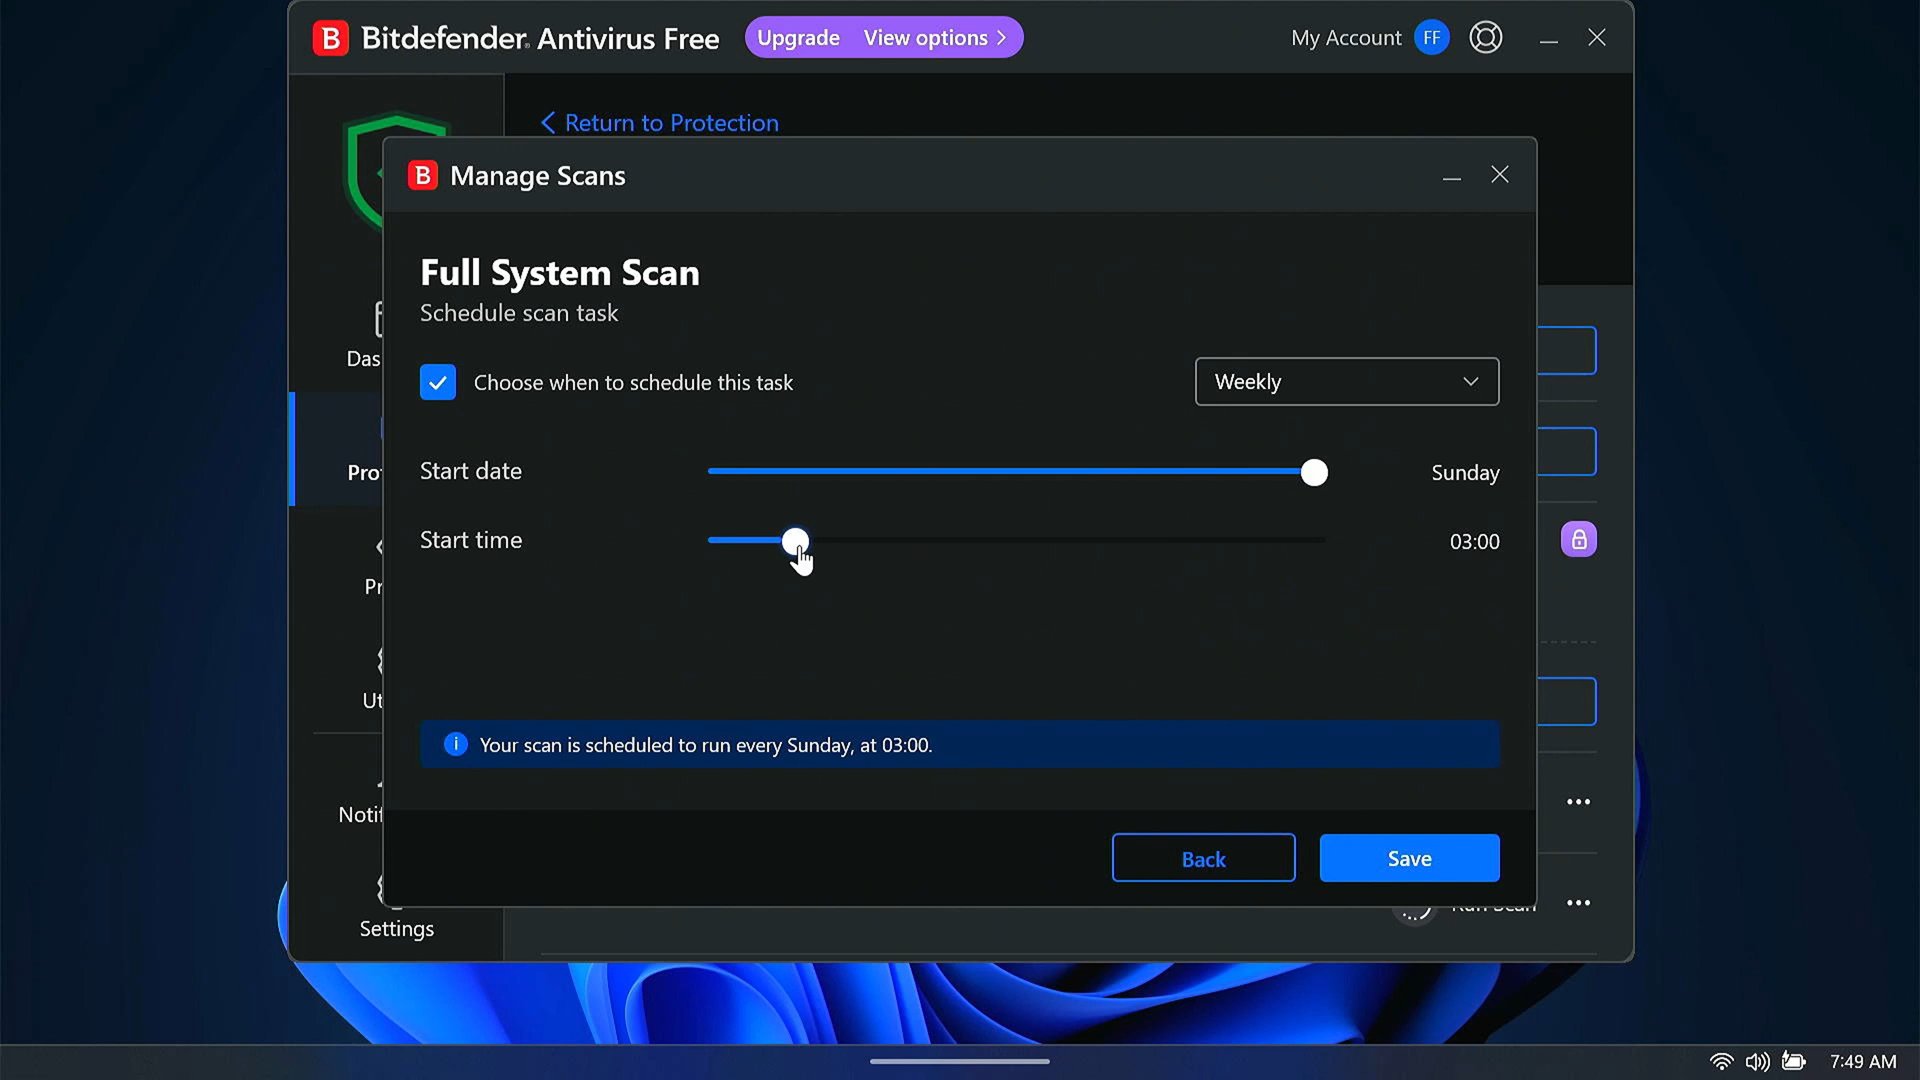 B Bitdefender Antivirus Free Upgrade View options > My Account FF
Return to Protection
B Manage Scans
Full System Scan
Schedule scan task
Choose when to schedule this task Weekly
Start date Sunday
Start time 03:00
Your scan is scheduled to run every Sunday, at 03:00.
Back Save
Das
Pro
Pr
Ut
Noti
Settings
Run Scan
7:49 AM